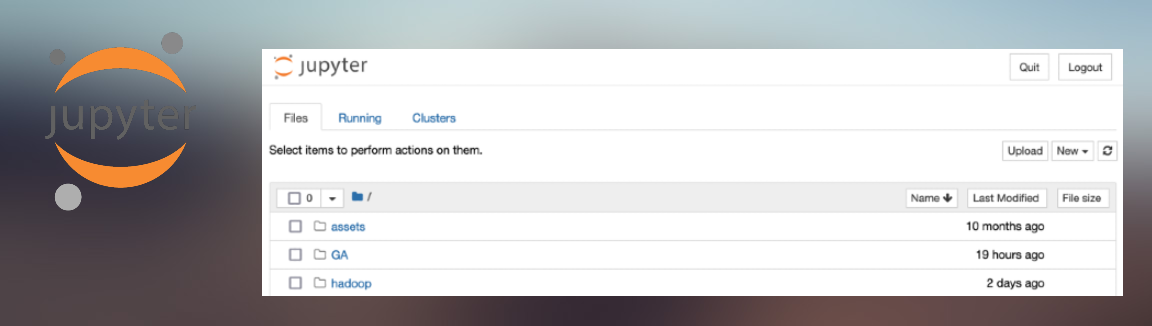 jupyter
jupyter
Quit
Logout
Files
Running
Clusters
Select items to perform actions on them.
Upload
New
0
/
Name
Last Modified
File size
assets
10 months ago
GA
19 hours ago
hadoop
2 days ago